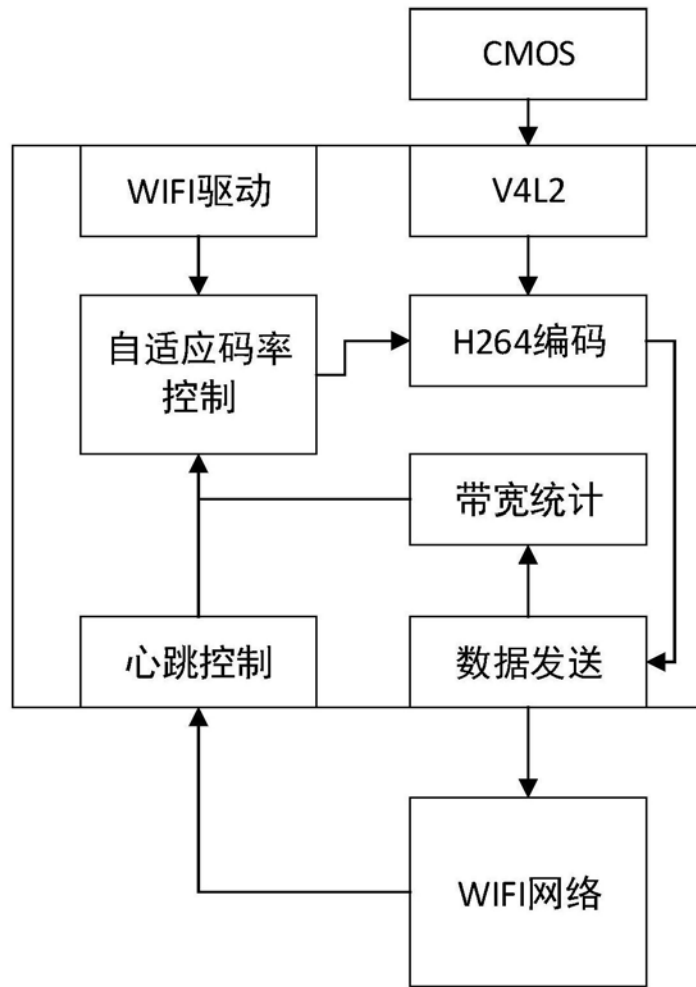 CMOS
WIFI驱动
V4L2
自适应码率
控制
H264编码
带宽统计
心跳控制
数据发送
WIFI网络